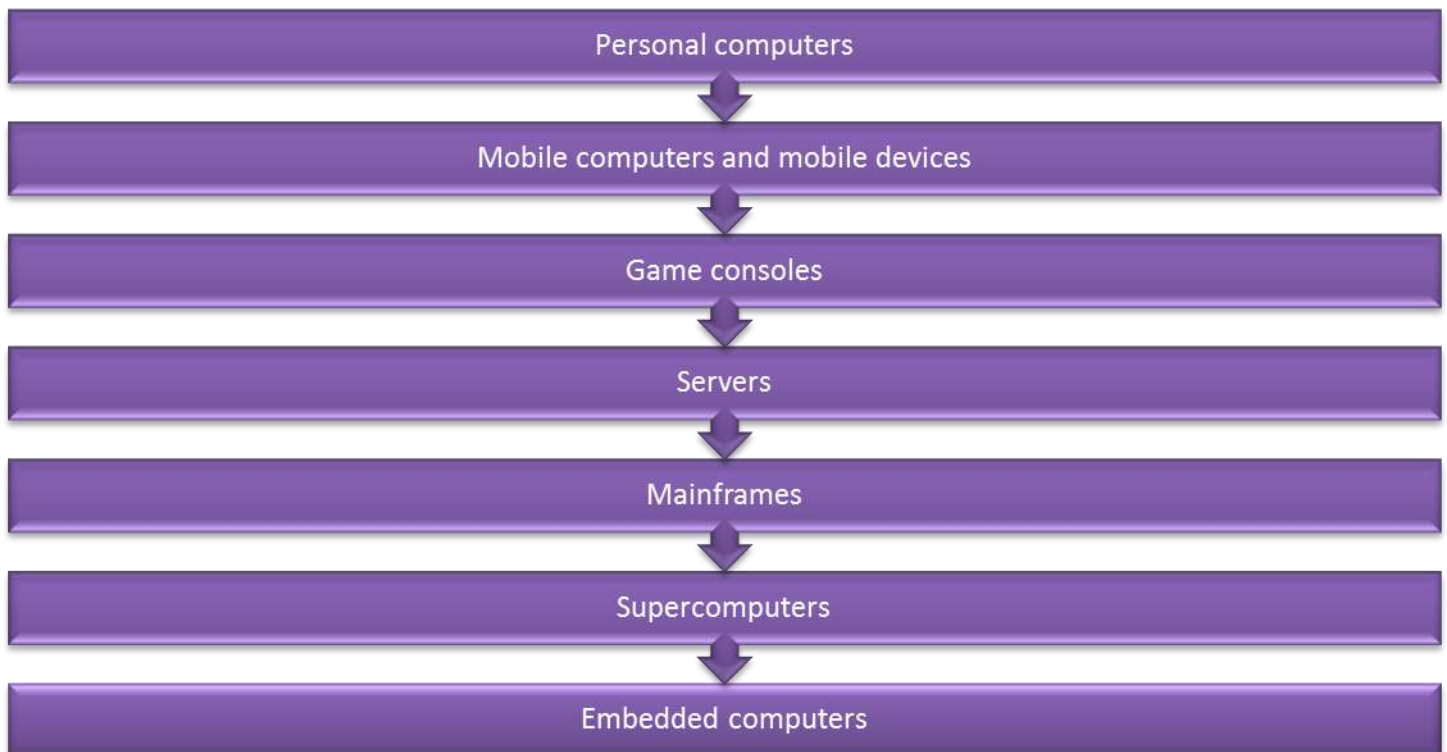 Personal computers
Mobile computers and mobile devices
Game consoles
Servers
Mainframes
Supercomputers
Embedded computers